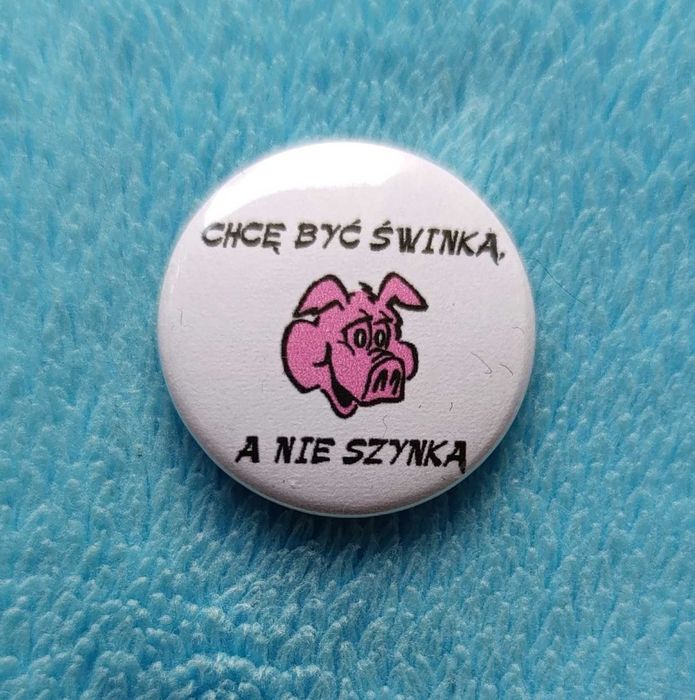 CHCĘ BYĆ ŚWINKĄ,
A NIE SZYNKĄ